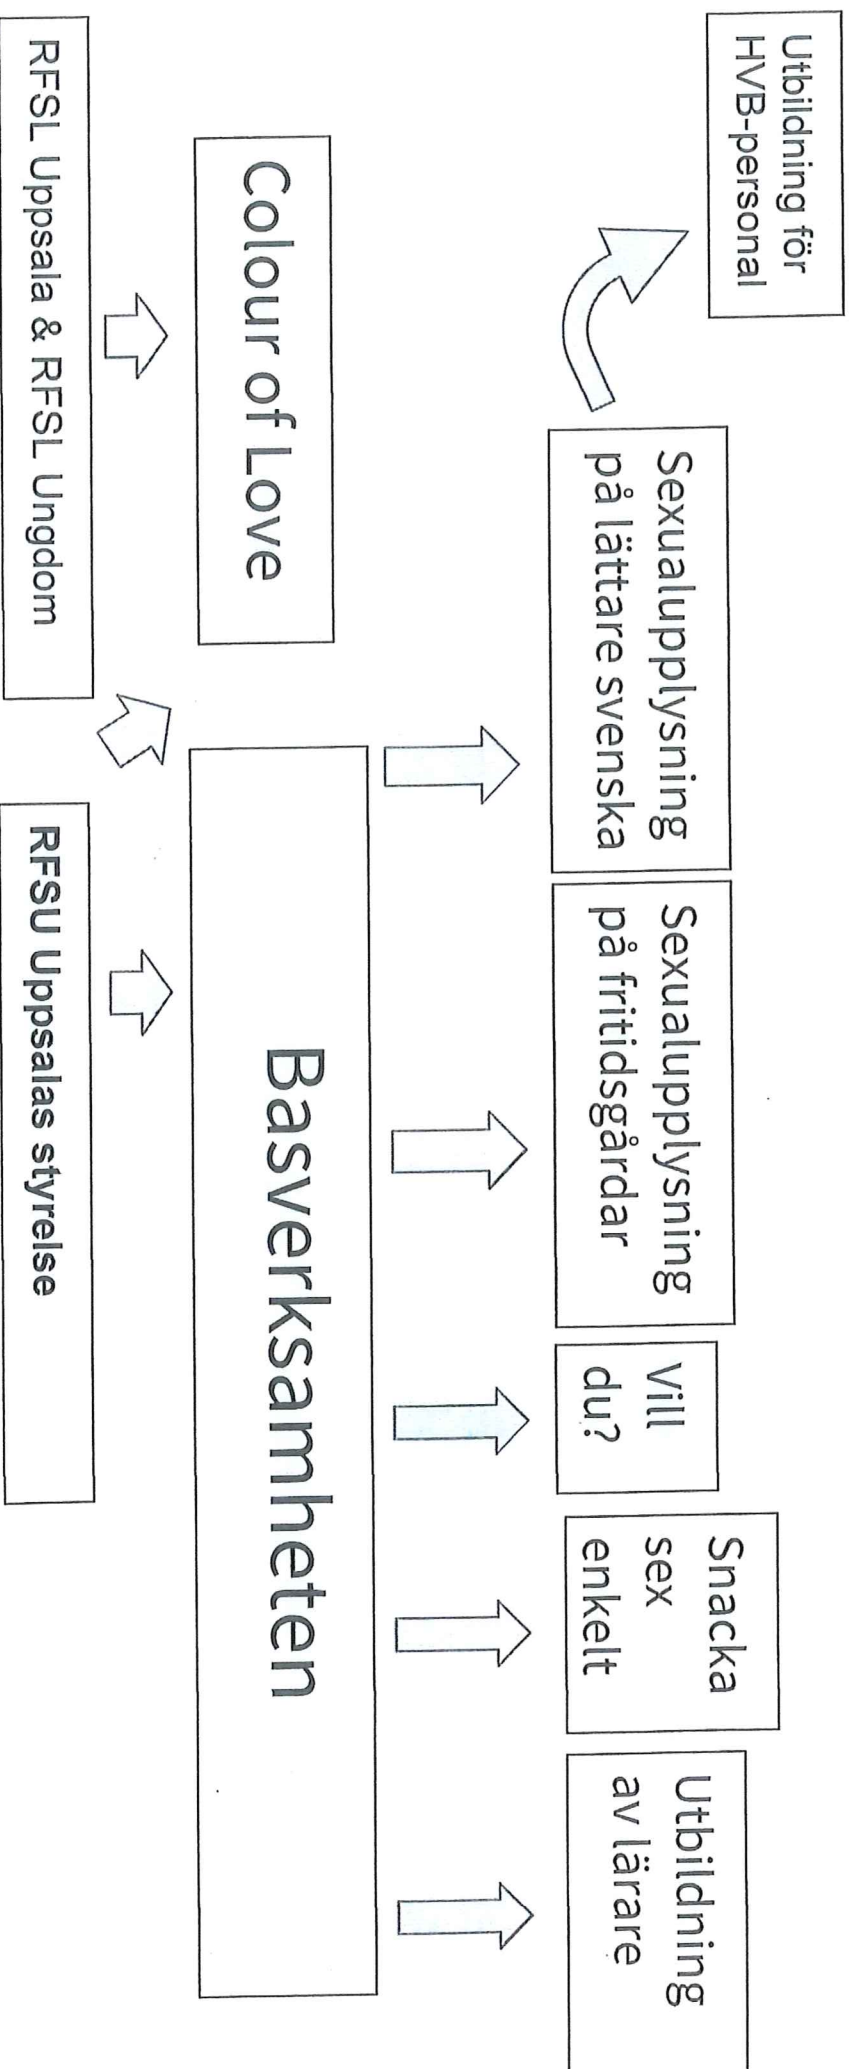 Utbildning för
HVB-personal
Sexualupplysning
på lättare svenska
Sexualupplysning
på fritidsgårdar
Vill
du?
Snacka
sex
enkelt
Utbildning
av lärare
Colour of Love
Basverksamheten
RFSL Uppsala & RFSL Ungdom
RFSU Uppsalas styrelse